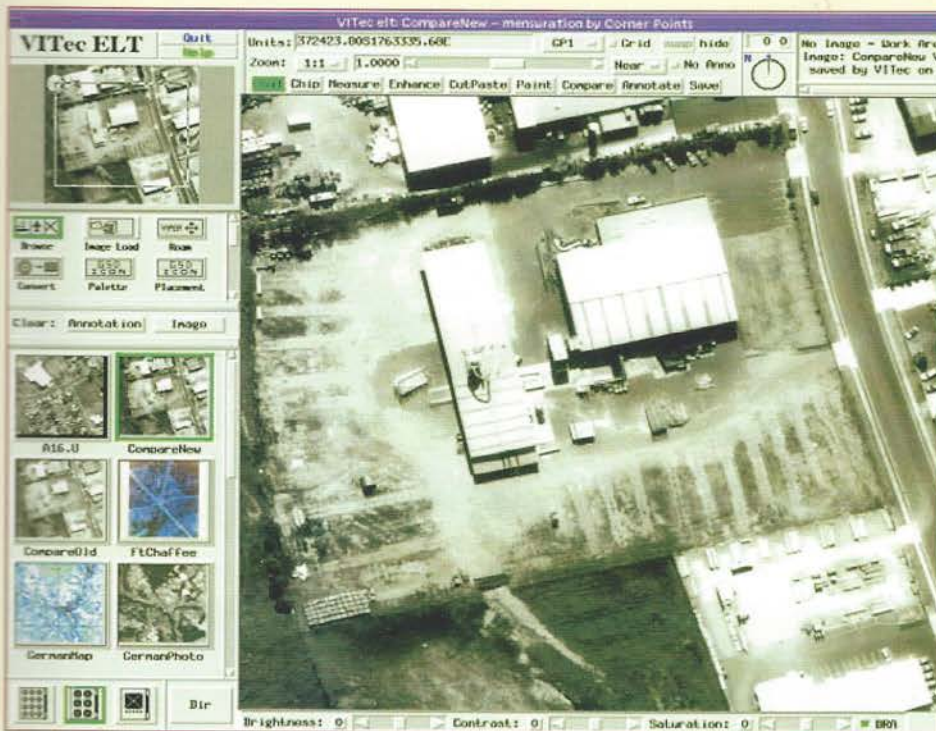 VITec elt: CompareNew – mensuration by Corner Points
VITec ELT
Quit
Units: 372423.00S1763335.60E
CP1
Grid
hide
0 0
No Image – Work Are
Zoom: 1:1
1.0000
Near
No Anno
N
Image: CompareNew V
saved by VITec on
Chip Measure Enhance CutPaste Paint Compare Annotate Save
Browse
Image Load
Roam
Convert
Palette
Placement
Clear: Annotation Image
A16.U
CompareNew
CompareOld
FtChaffee
GermanMap
GermanPhoto
Dir
Brightness: 0
Contrast: 0
Saturation: 0
DRA